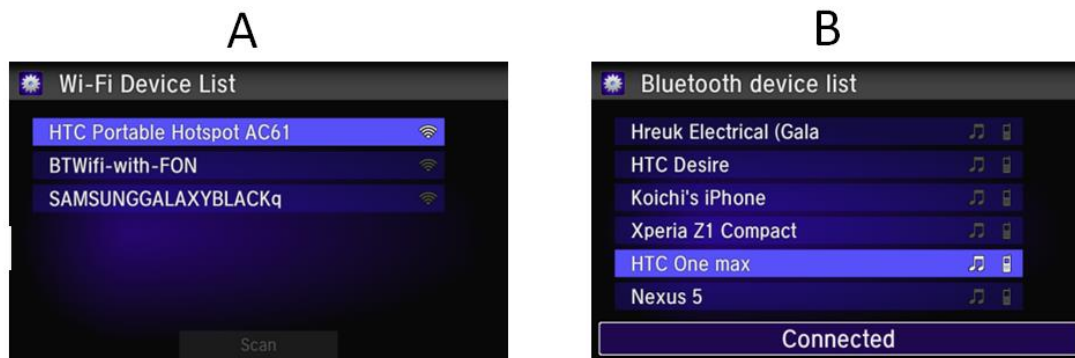 A
Wi-Fi Device List
HTC Portable Hotspot AC61
BTWifi-with-FON
SAMSUNGGALAXYBLACKq
Scan
B
Bluetooth device list
Hreuk Electrical (Gala
HTC Desire
Koichi's iPhone
Xperia Z1 Compact
HTC One max
Nexus 5
Connected